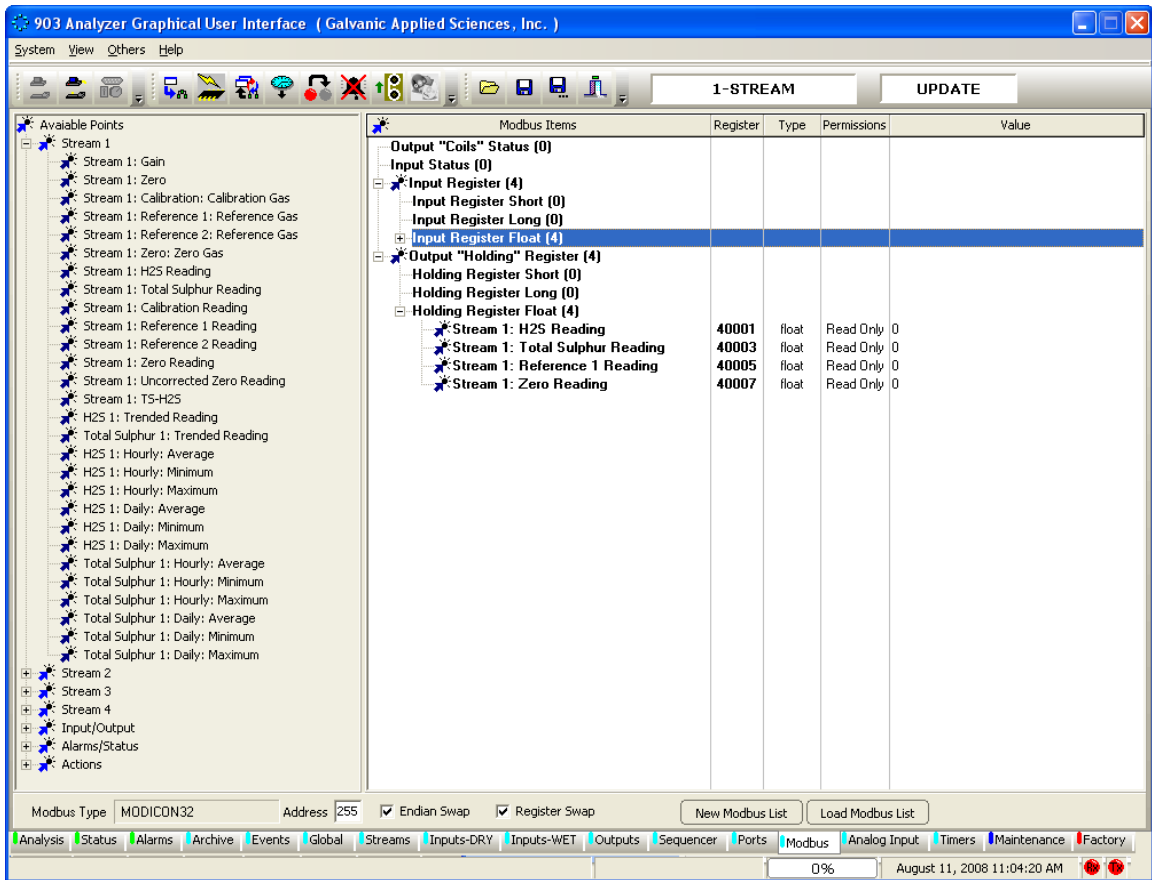 903 Analyzer Graphical User Interface ( Galvanic Applied Sciences, Inc. )
System View Others Help
1-STREAM UPDATE
Avaiable Points
Stream 1
Stream 1: Gain
Stream 1: Zero
Stream 1: Calibration: Calibration Gas
Stream 1: Reference 1: Reference Gas
Stream 1: Reference 2: Reference Gas
Stream 1: Zero: Zero Gas
Stream 1: H2S Reading
Stream 1: Total Sulphur Reading
Stream 1: Calibration Reading
Stream 1: Reference 1 Reading
Stream 1: Reference 2 Reading
Stream 1: Zero Reading
Stream 1: Uncorrected Zero Reading
Stream 1: TS-H2S
H2S 1: Trended Reading
Total Sulphur 1: Trended Reading
H2S 1: Hourly: Average
H2S 1: Hourly: Minimum
H2S 1: Hourly: Maximum
H2S 1: Daily: Average
H2S 1: Daily: Minimum
H2S 1: Daily: Maximum
Total Sulphur 1: Hourly: Average
Total Sulphur 1: Hourly: Minimum
Total Sulphur 1: Hourly: Maximum
Total Sulphur 1: Daily: Average
Total Sulphur 1: Daily: Minimum
Total Sulphur 1: Daily: Maximum
Stream 2
Stream 3
Stream 4
Input/Output
Alarms/Status
Actions
Modbus Items Register Type Permissions Value
Output "Coils" Status (0)
Input Status (0)
Input Register (4)
Input Register Short (0)
Input Register Long (0)
Input Register Float (4)
Output "Holding" Register (4)
Holding Register Short (0)
Holding Register Long (0)
Holding Register Float (4)
Stream 1: H2S Reading 40001 float Read Only 0
Stream 1: Total Sulphur Reading 40003 float Read Only 0
Stream 1: Reference 1 Reading 40005 float Read Only 0
Stream 1: Zero Reading 40007 float Read Only 0
Modbus Type MODICON32 Address 255 Endian Swap Register Swap New Modbus List Load Modbus List
Analysis Status Alarms Archive Events Global Streams Inputs-DRY Inputs-WET Outputs Sequencer Ports Modbus Analog Input Timers Maintenance Factory
0% August 11, 2008 11:04:20 AM Rx Tx